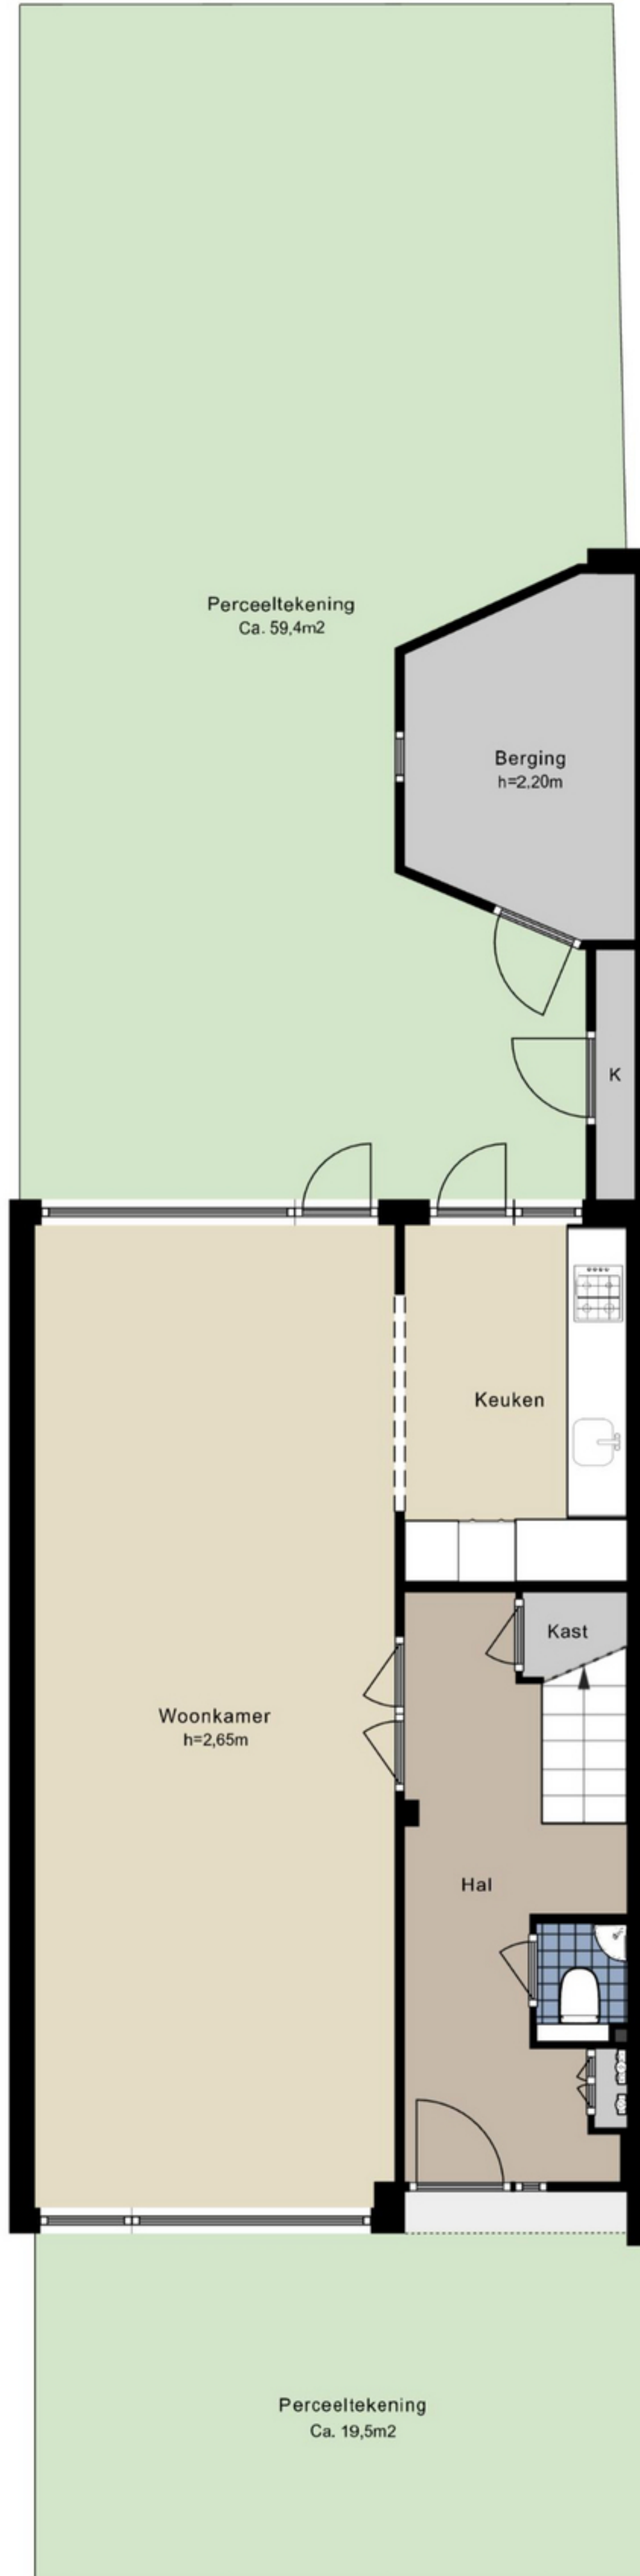 Perceeltekening
Ca. 59,4m2
Berging
h=2,20m
K
Keuken
Kast
Woonkamer
h=2,65m
Hal
Perceeltekening
Ca. 19,5m2